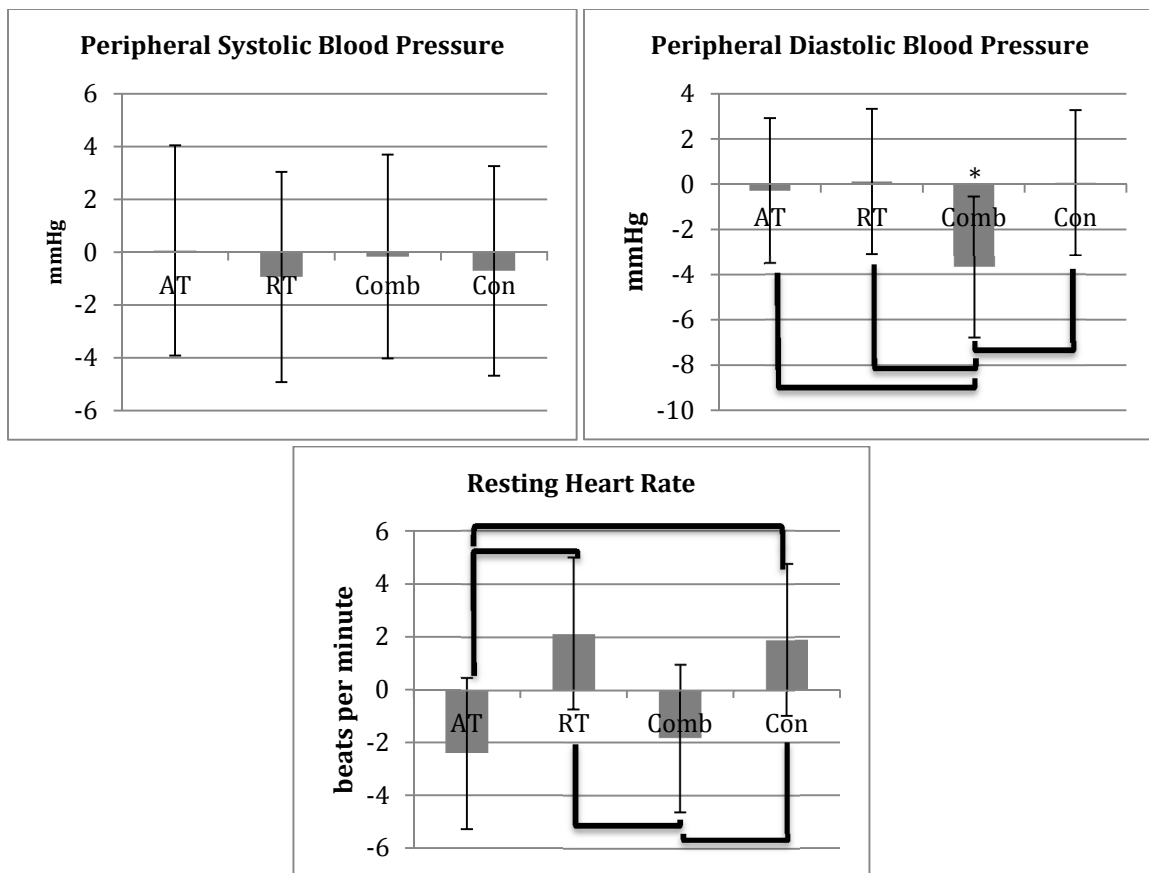 Peripheral Systolic Blood Pressure
mmHg
6
4
2
0
-2
-4
-6
AT RT Comb Con
Peripheral Diastolic Blood Pressure
mmHg
4
2
0
-2
-4
-6
-8
-10
*
AT RT Comb Con
Resting Heart Rate
beats per minute
6
4
2
0
-2
-4
-6
AT RT Comb Con